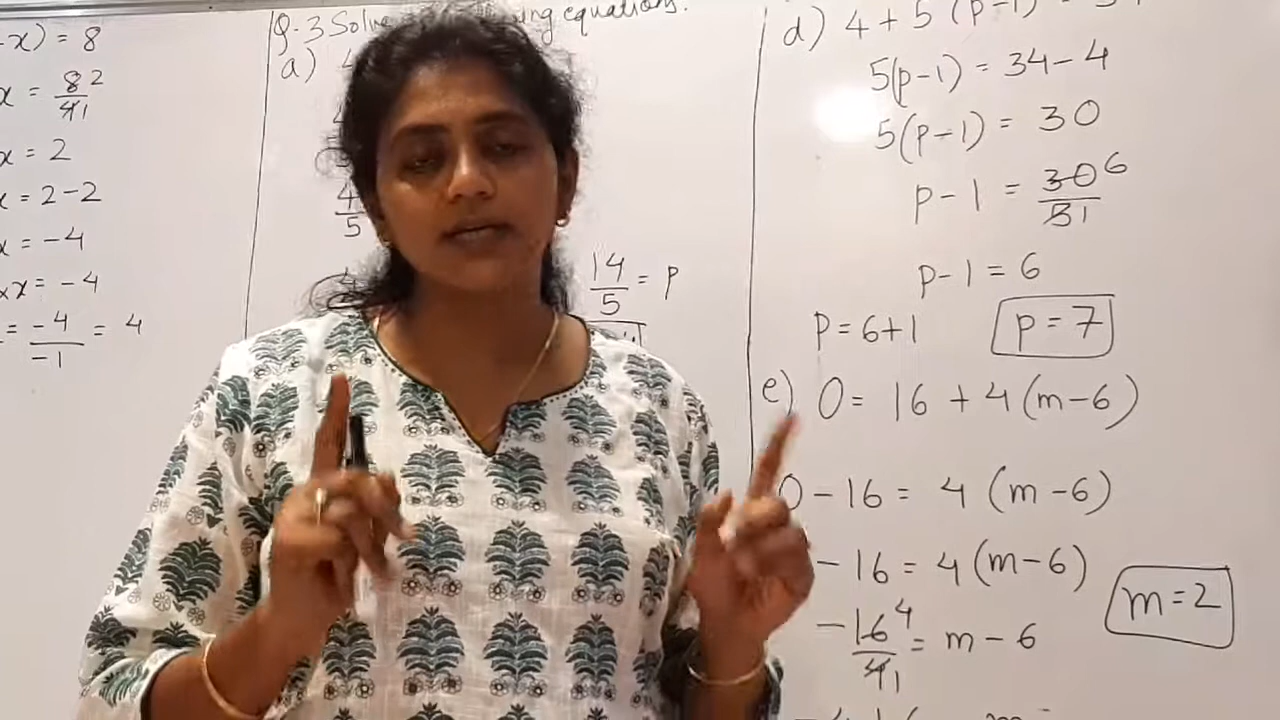 -x) = 8
x = 8 2 / 4 1
x = 2
x = 2 - 2
x = -4
x = -4
= -4 / -1 = 4
Q.3 Solve equations.
a) 4
4
5
14 / 5 = p
d) 4 + 5 (p-1) = 34
5(p-1) = 34-4
5(p-1) = 30
p - 1 = 30 6 / 5 1
p-1 = 6
p = 6+1
p = 7
e) 0 = 16 + 4 (m-6)
0 - 16 = 4 (m-6)
- 16 = 4 (m-6)
-16 4 / 4 1 = m - 6
m = 2